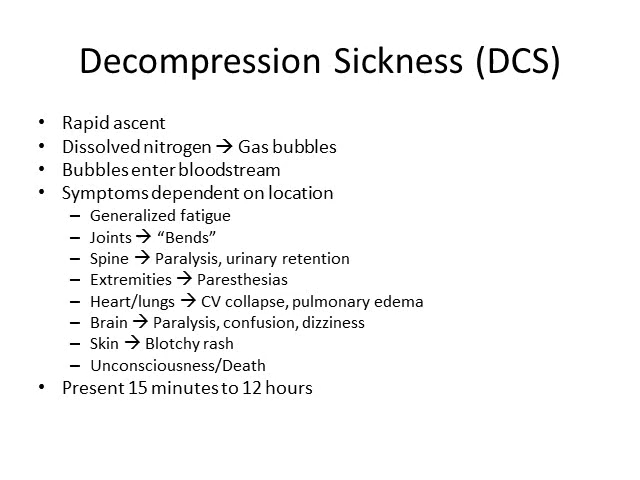 Decompression Sickness (DCS)
• Rapid ascent
• Dissolved nitrogen → Gas bubbles
• Bubbles enter bloodstream
• Symptoms dependent on location
– Generalized fatigue
– Joints → “Bends”
– Spine → Paralysis, urinary retention
– Extremities → Paresthesias
– Heart/lungs → CV collapse, pulmonary edema
– Brain → Paralysis, confusion, dizziness
– Skin → Blotchy rash
– Unconsciousness/Death
• Present 15 minutes to 12 hours